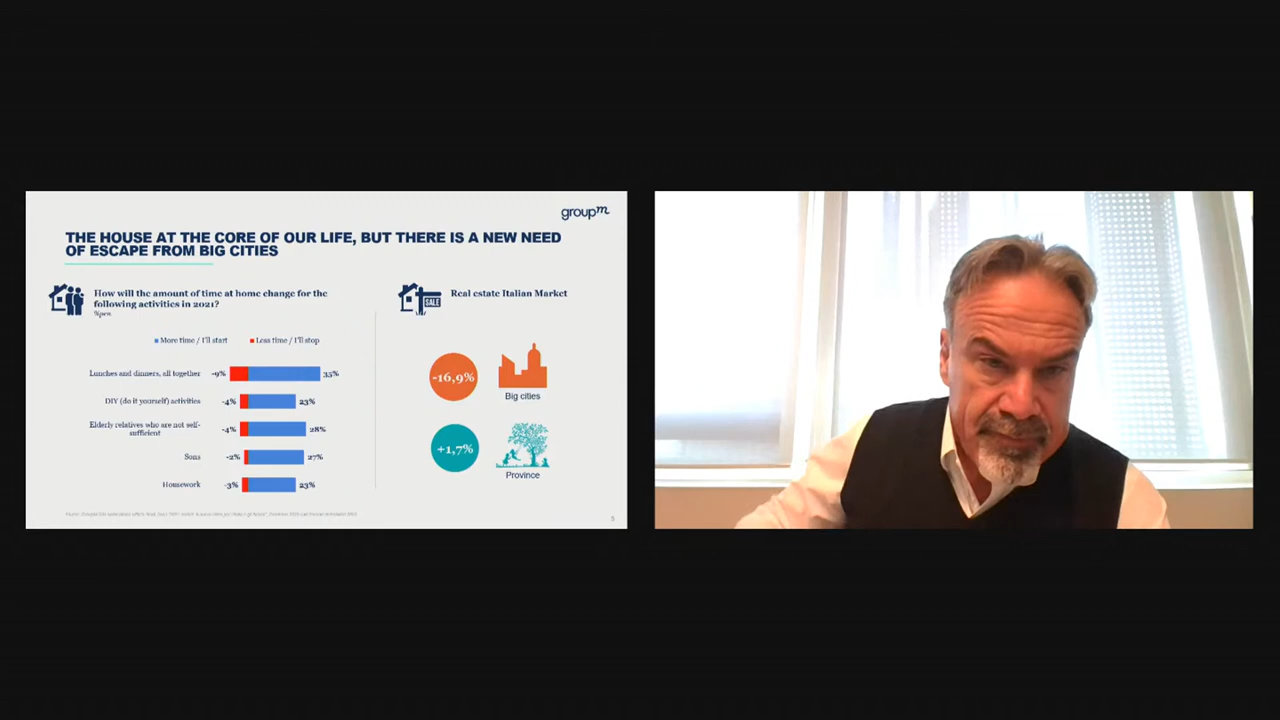 groupm
THE HOUSE AT THE CORE OF OUR LIFE, BUT THERE IS A NEW NEED
OF ESCAPE FROM BIG CITIES
How will the amount of time at home change for the
following activities in 2021?
More time / I'll start
Less time / I'll stop
Lunches and dinners, all together -9% 35%
DIY (do it yourself) activities -4% 23%
Elderly relatives who are not self-
sufficient -4% 28%
Sons -2% 27%
Housework -3% 23%
SALE
Real estate Italian Market
-16,9%
Big cities
+1,7%
Province
5